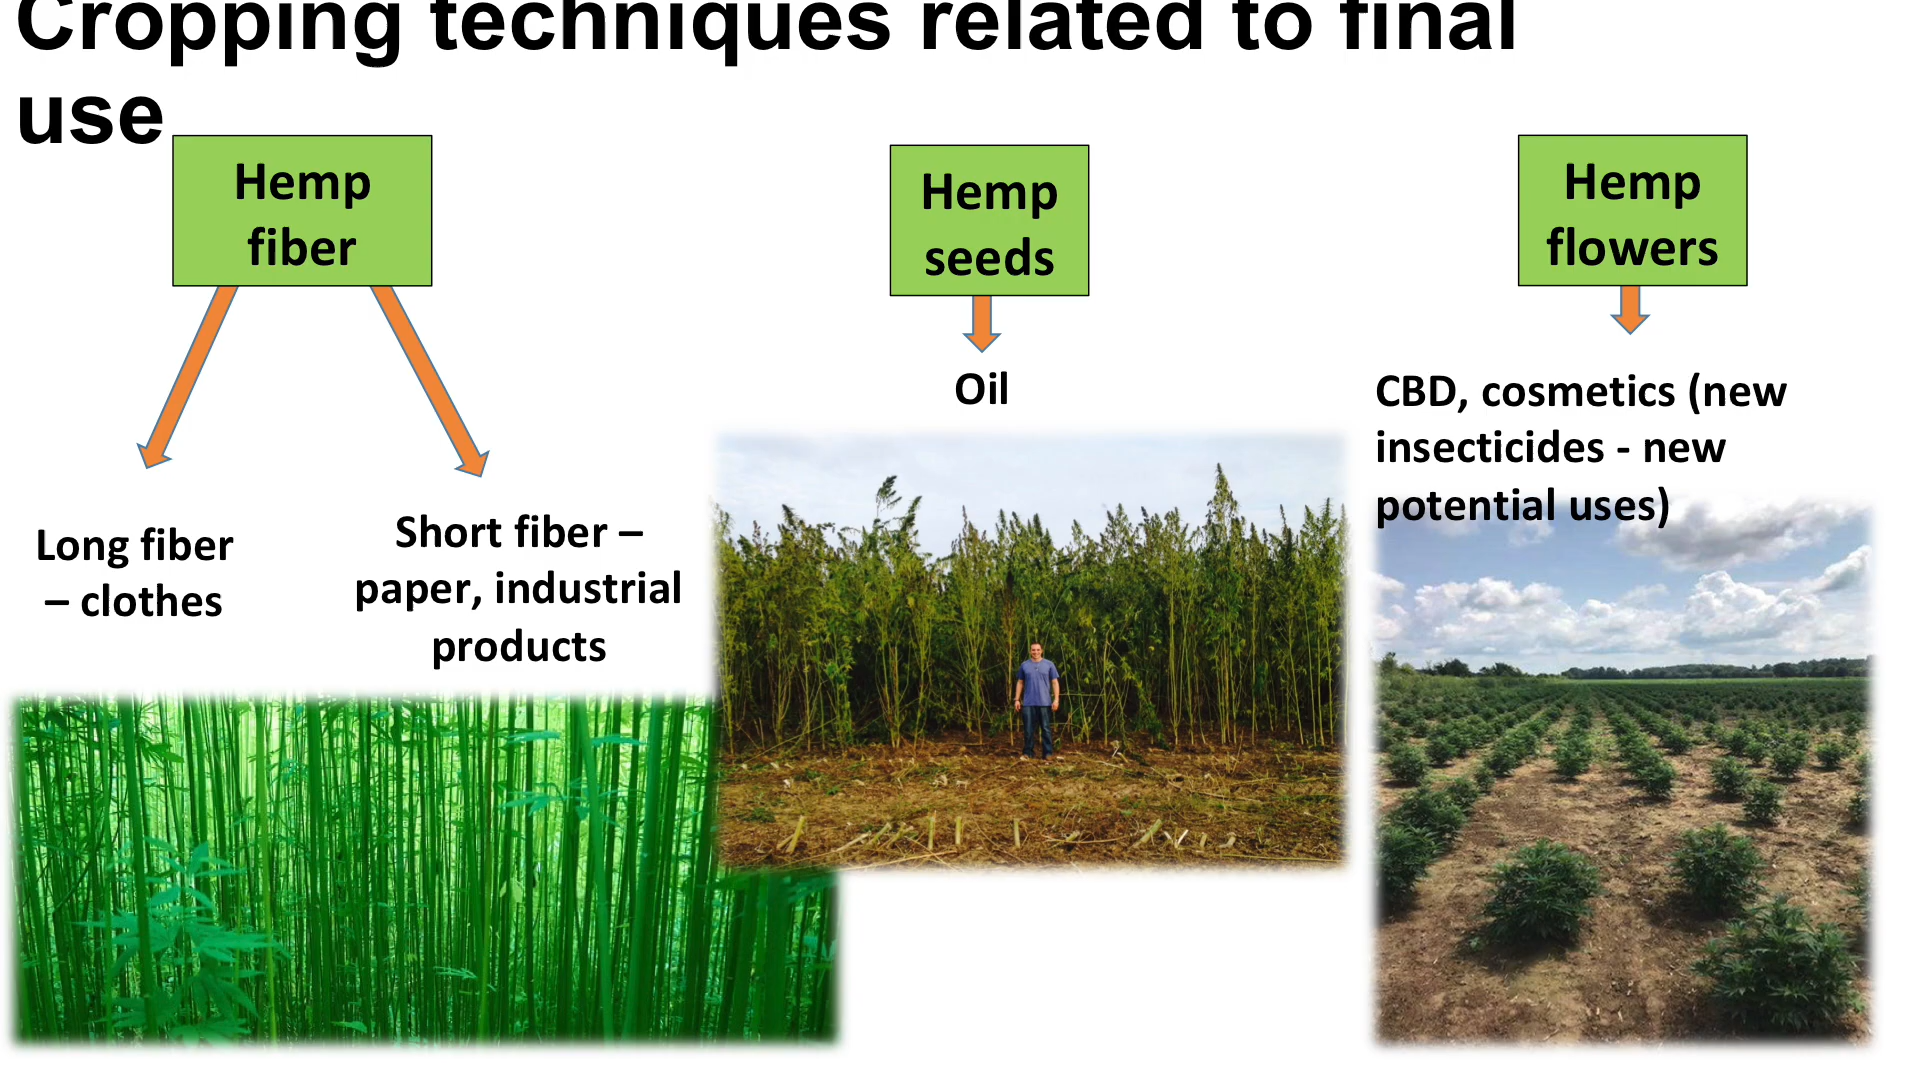 Cropping techniques related to final
use
Hemp
fiber
Hemp
seeds
Hemp
flowers
Oil
CBD, cosmetics (new
insecticides - new
potential uses)
Long fiber
– clothes
Short fiber –
paper, industrial
products